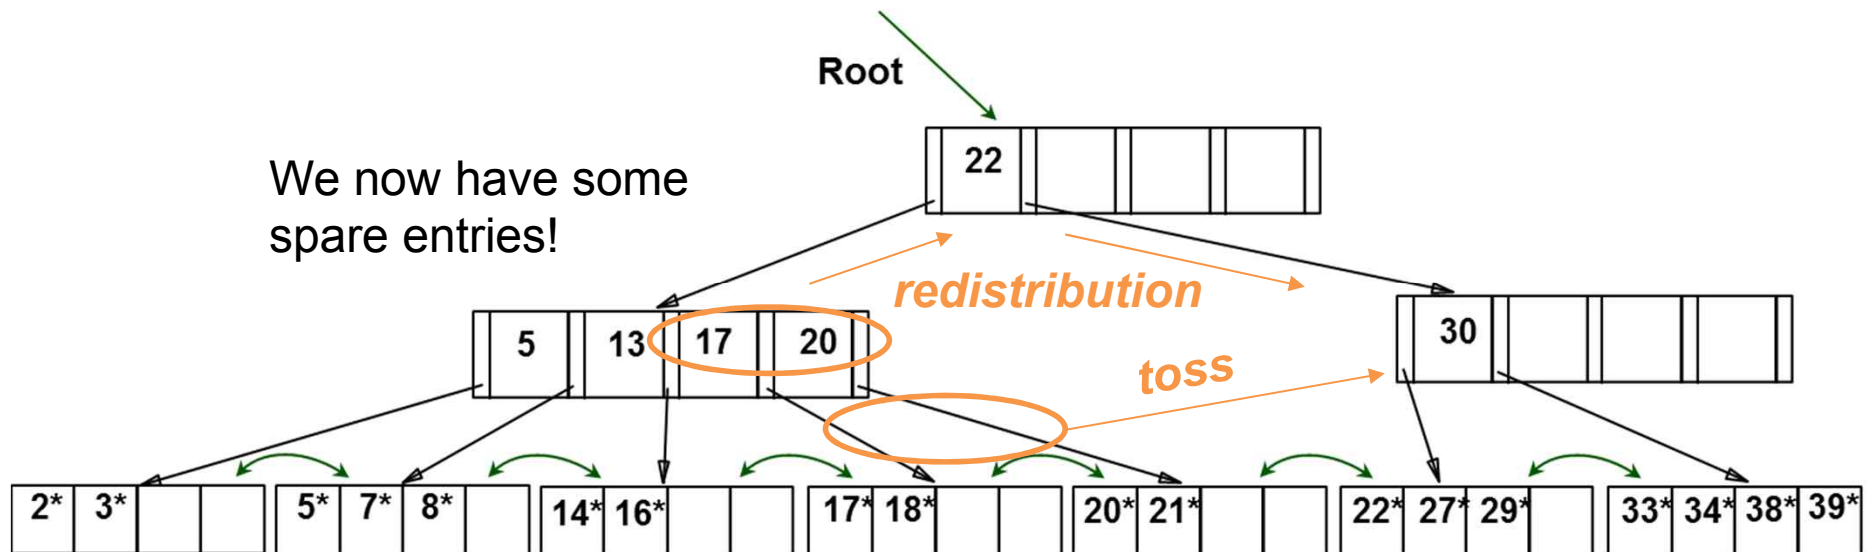 Root
22
We now have some
spare entries!
redistribution
5 13 17 20
30
toss
2* 3*
5* 7* 8*
14* 16*
17* 18*
20* 21*
22* 27* 29*
33* 34* 38* 39*